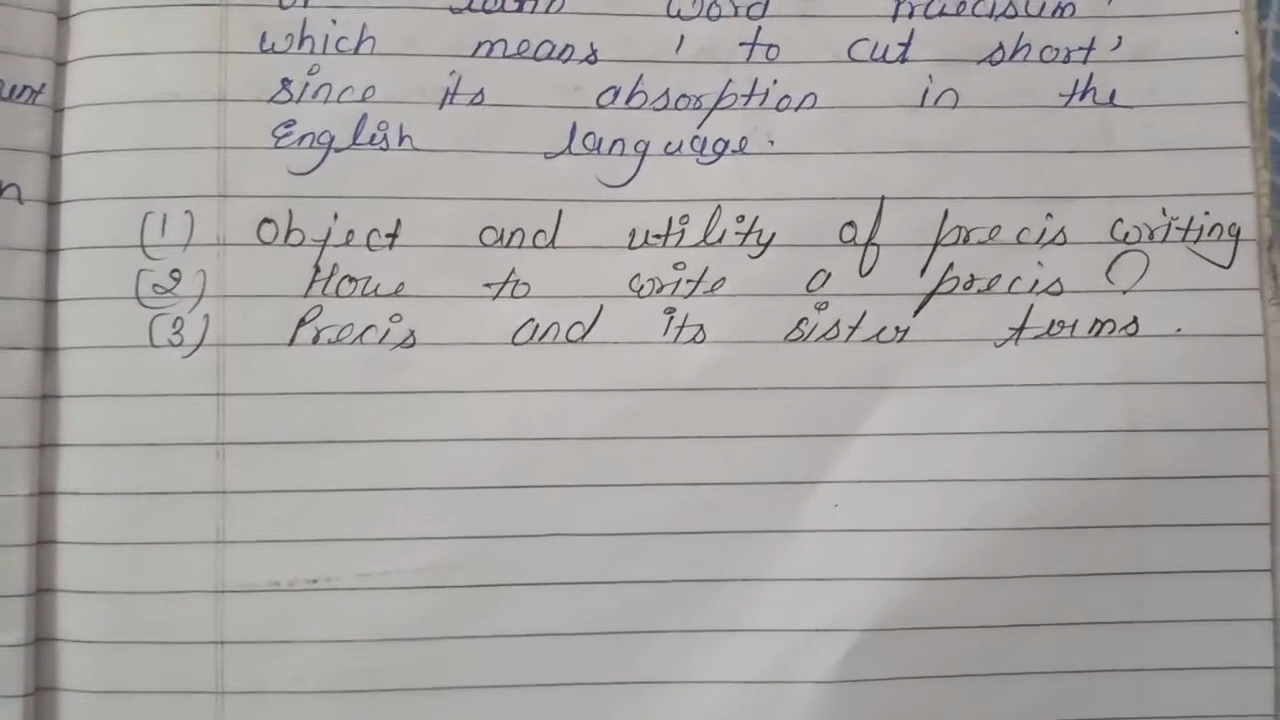 word
which means ' to cut short'
since its absorption in the
English language.
(1) Object and utility of precis writing
(2) How to write a precis ?
(3) Precis and its sister terms.